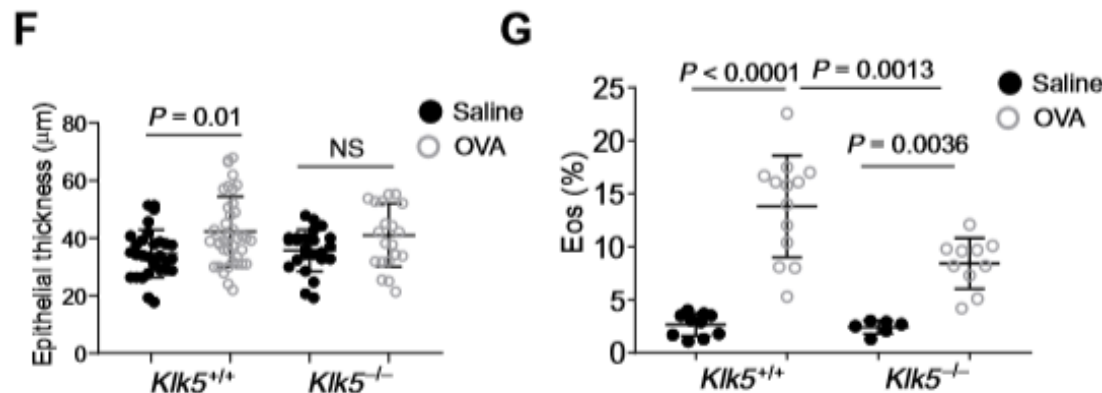 F
P = 0.01
NS
Saline
OVA
Epithelial thickness (μm)
80
60
40
20
0
Klk5+/+
Klk5–/–
G
P < 0.0001
P = 0.0013
P = 0.0036
Saline
OVA
Eos (%)
25
20
15
10
5
0
Klk5+/+
Klk5–/–